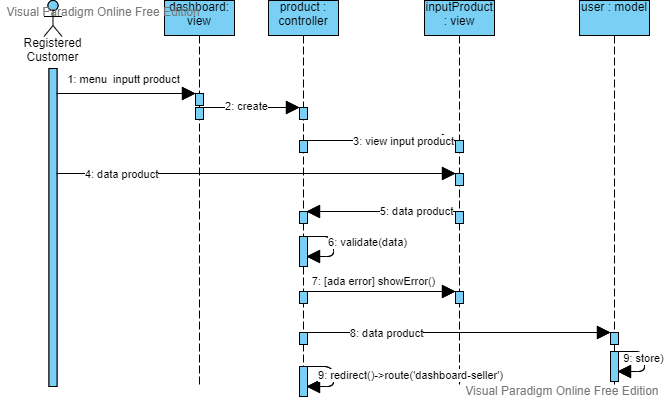 Visual Paradigm Online Free Edition
dashboard:
view
product :
controller
inputProduct
: view
user : model
Registered
Customer
1: menu inputt product
2: create
3: view input product
4: data product
5: data product
6: validate(data)
7: [ada error] showError()
8: data product
9: store)
9: redirect()->route('dashboard-seller')
Visual Paradigm Online Free Edition